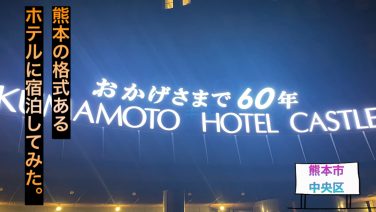 熊本の格式ある
ホテルに宿泊してみた。
おかげさまで60年
KUMAMOTO HOTEL CASTLE
熊本市
中央区